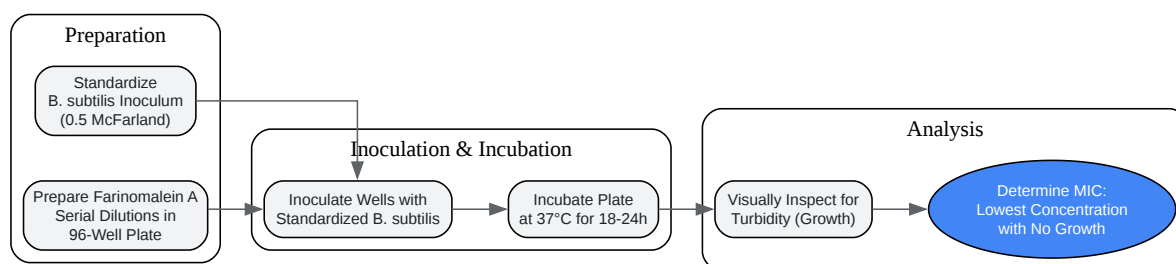 Preparation
Standardize
B. subtilis Inoculum
(0.5 McFarland)
Prepare Farinomalein A
Serial Dilutions in
96-Well Plate
Inoculation & Incubation
Inoculate Wells with
Standardized B. subtilis
Incubate Plate
at 37°C for 18-24h
Analysis
Visually Inspect for
Turbidity (Growth)
Determine MIC:
Lowest Concentration
with No Growth